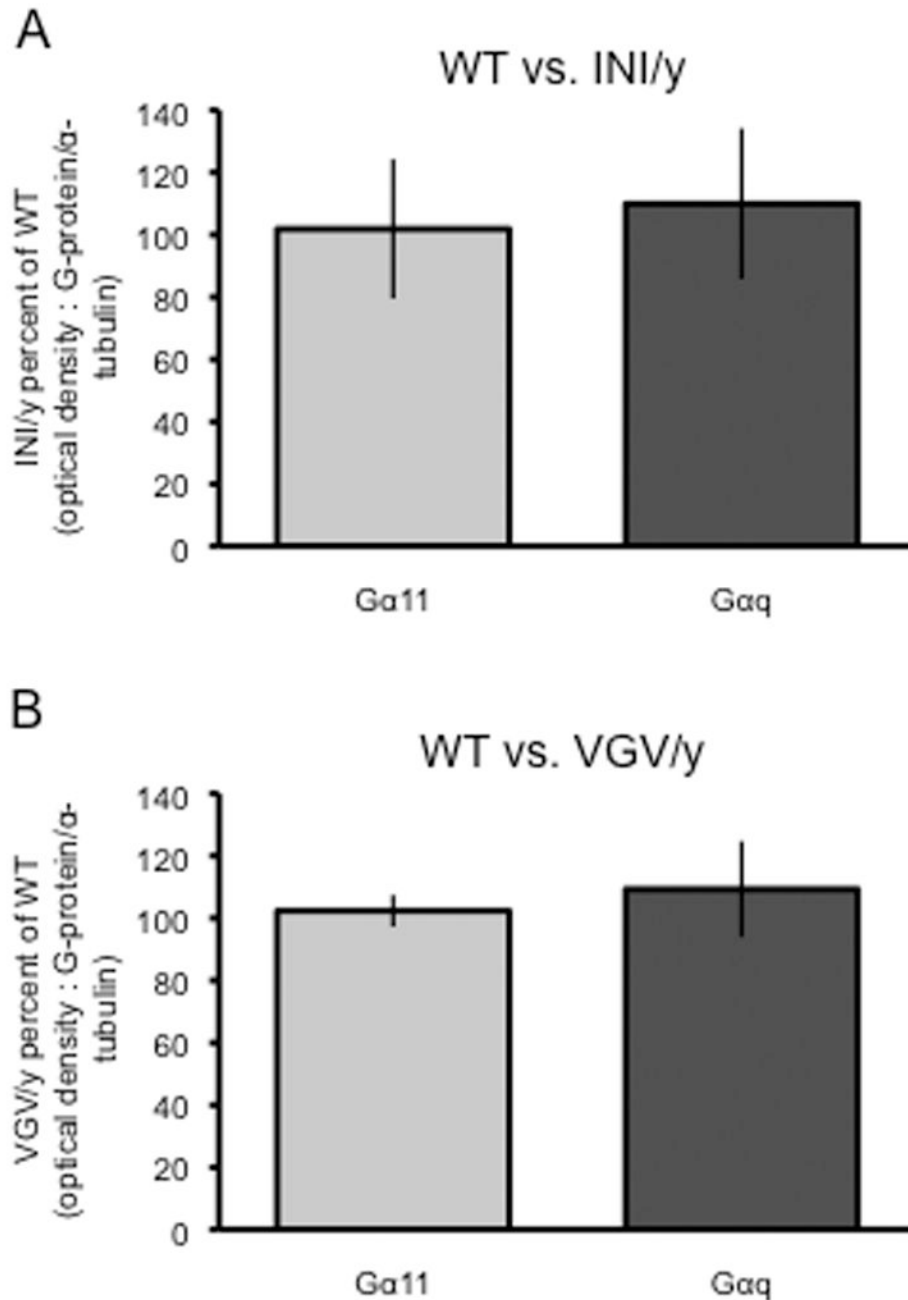 A
WT vs. INI/y
INI/y percent of WT
(optical density : G-protein/α-
tubulin)
140
120
100
80
60
40
20
0
Gα11
Gαq
B
WT vs. VGV/y
VGV/y percent of WT
(optical density : G-protein/α-
tubulin)
140
120
100
80
60
40
20
0
Gα11
Gαq